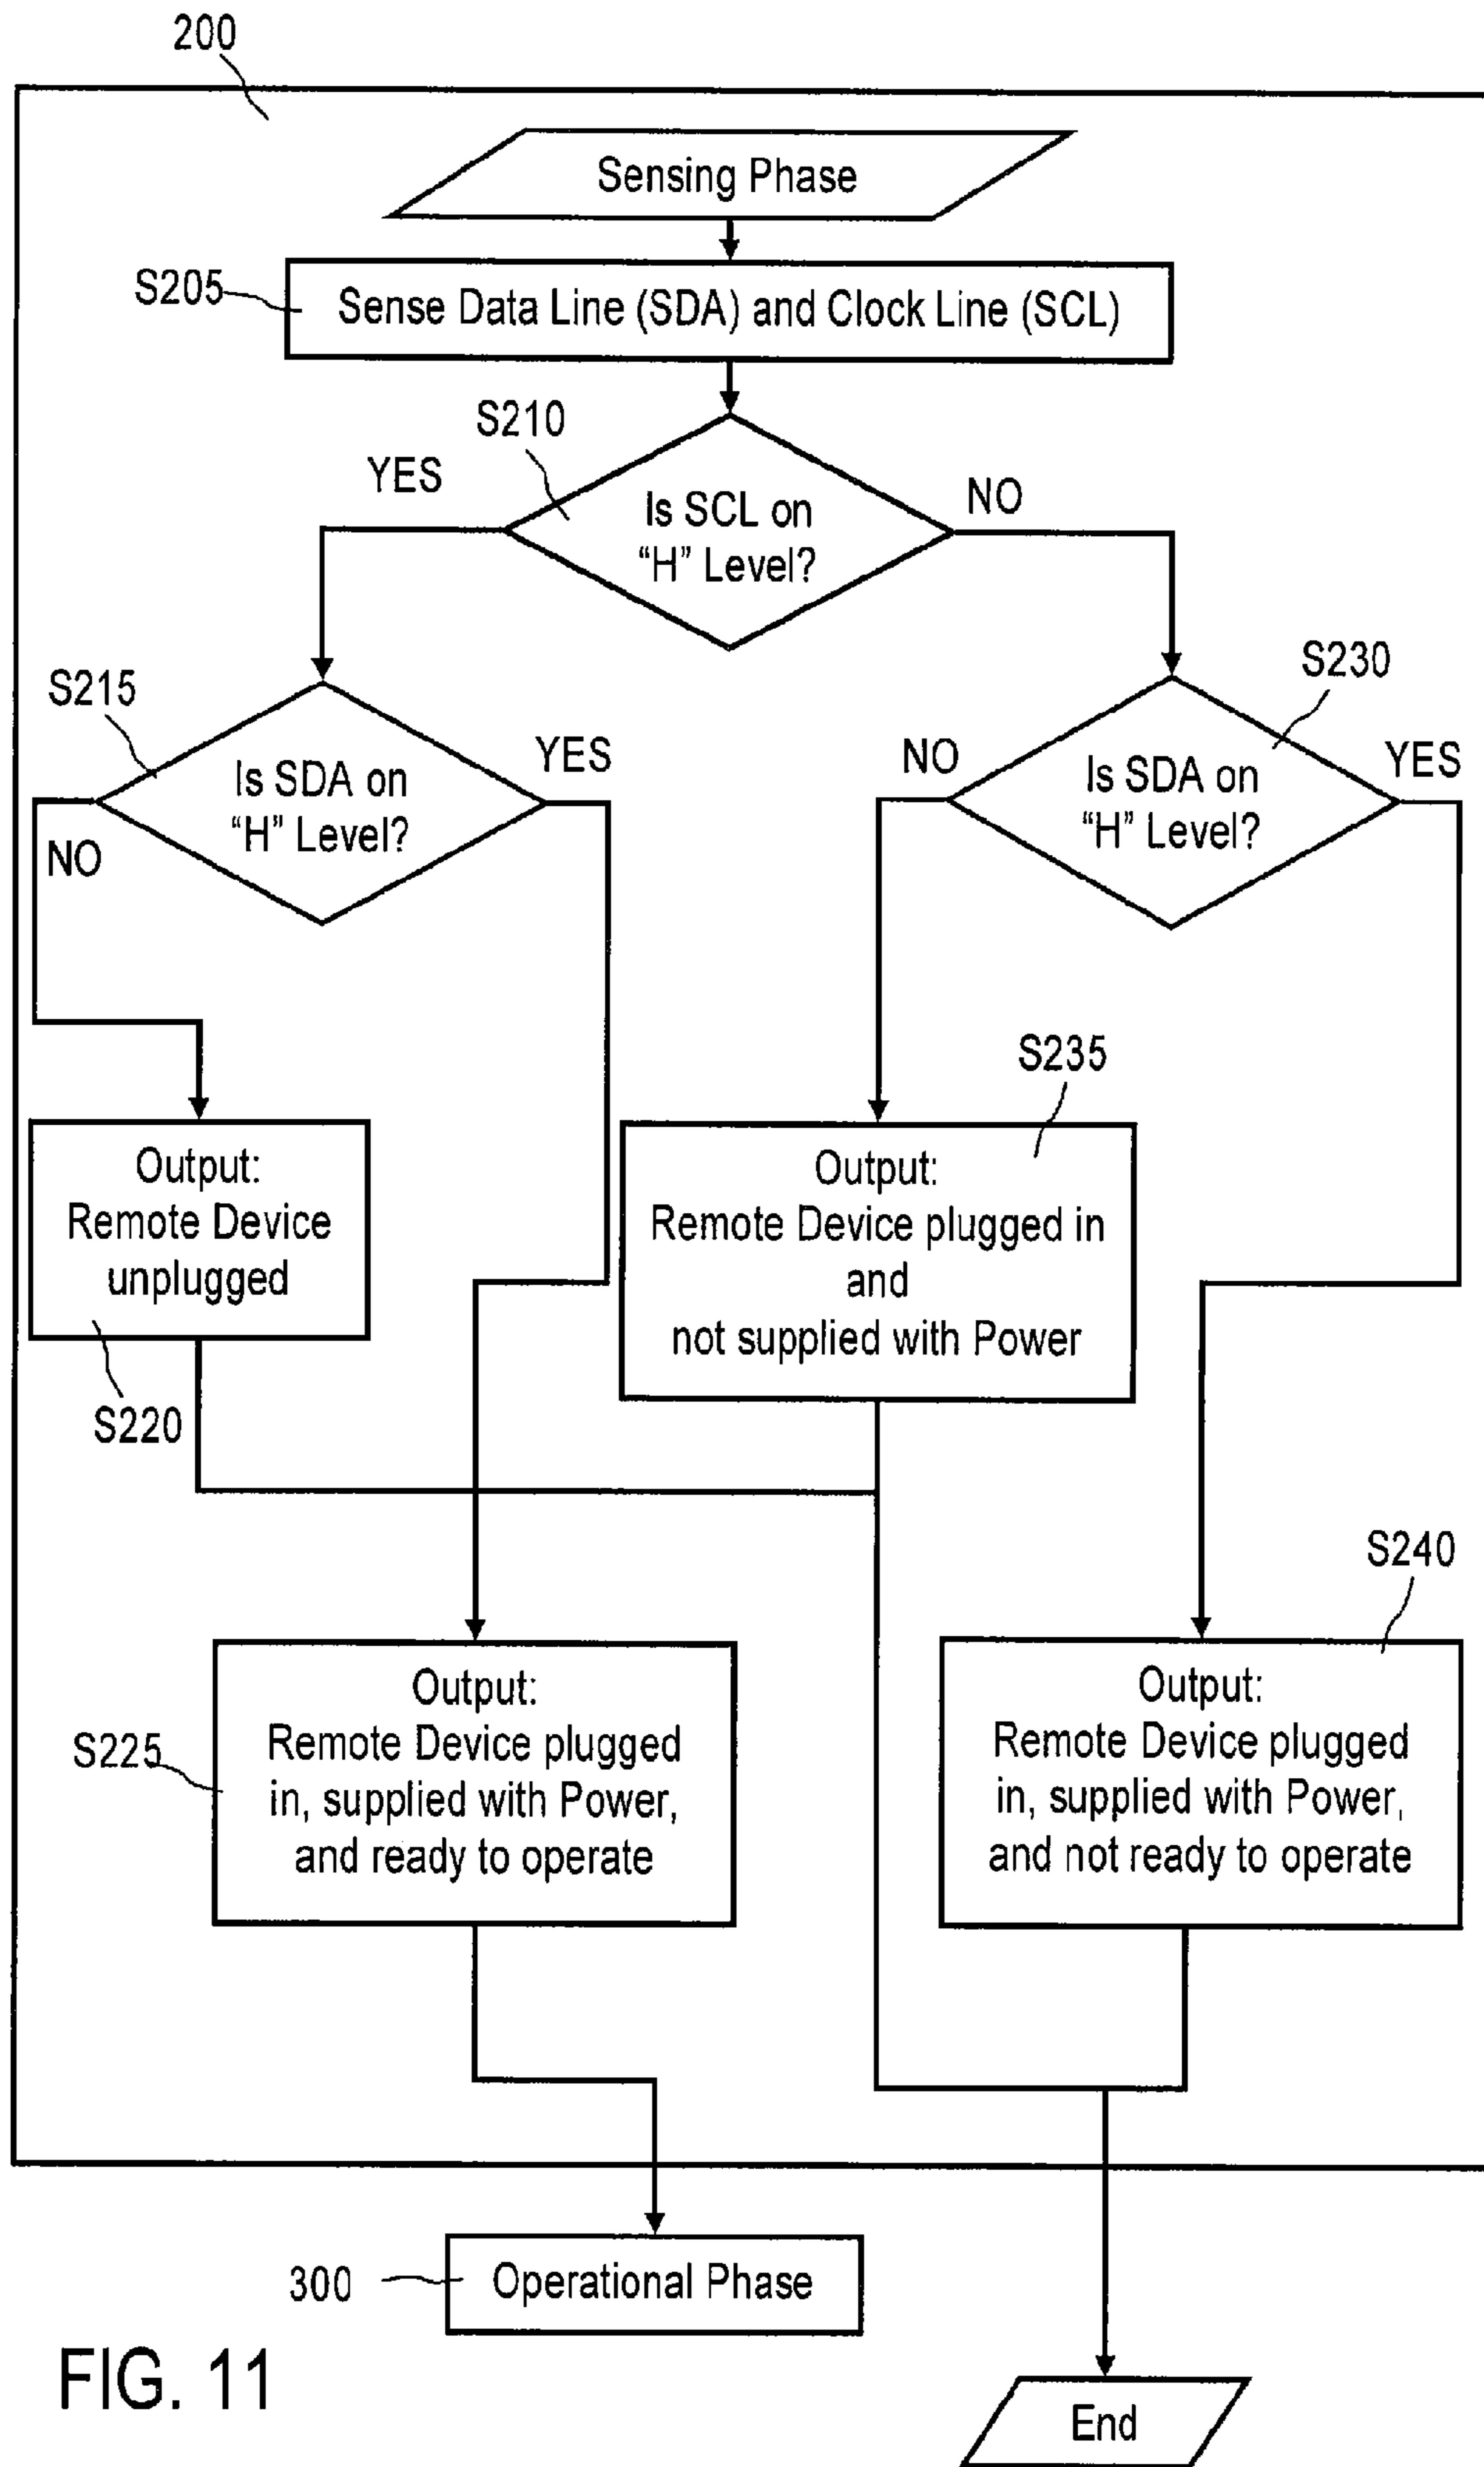 200
Sensing Phase
S205
Sense Data Line (SDA) and Clock Line (SCL)
S210
YES
NO
Is SCL on
“H” Level?
S215
S230
YES
NO
YES
Is SDA on
“H” Level?
Is SDA on
“H” Level?
NO
S235
Output:
Remote Device
unplugged
Output:
Remote Device plugged in
and
not supplied with Power
S220
S240
Output:
Remote Device plugged
in, supplied with Power,
and ready to operate
S225
Output:
Remote Device plugged
in, supplied with Power,
and not ready to operate
300
Operational Phase
FIG. 11
End